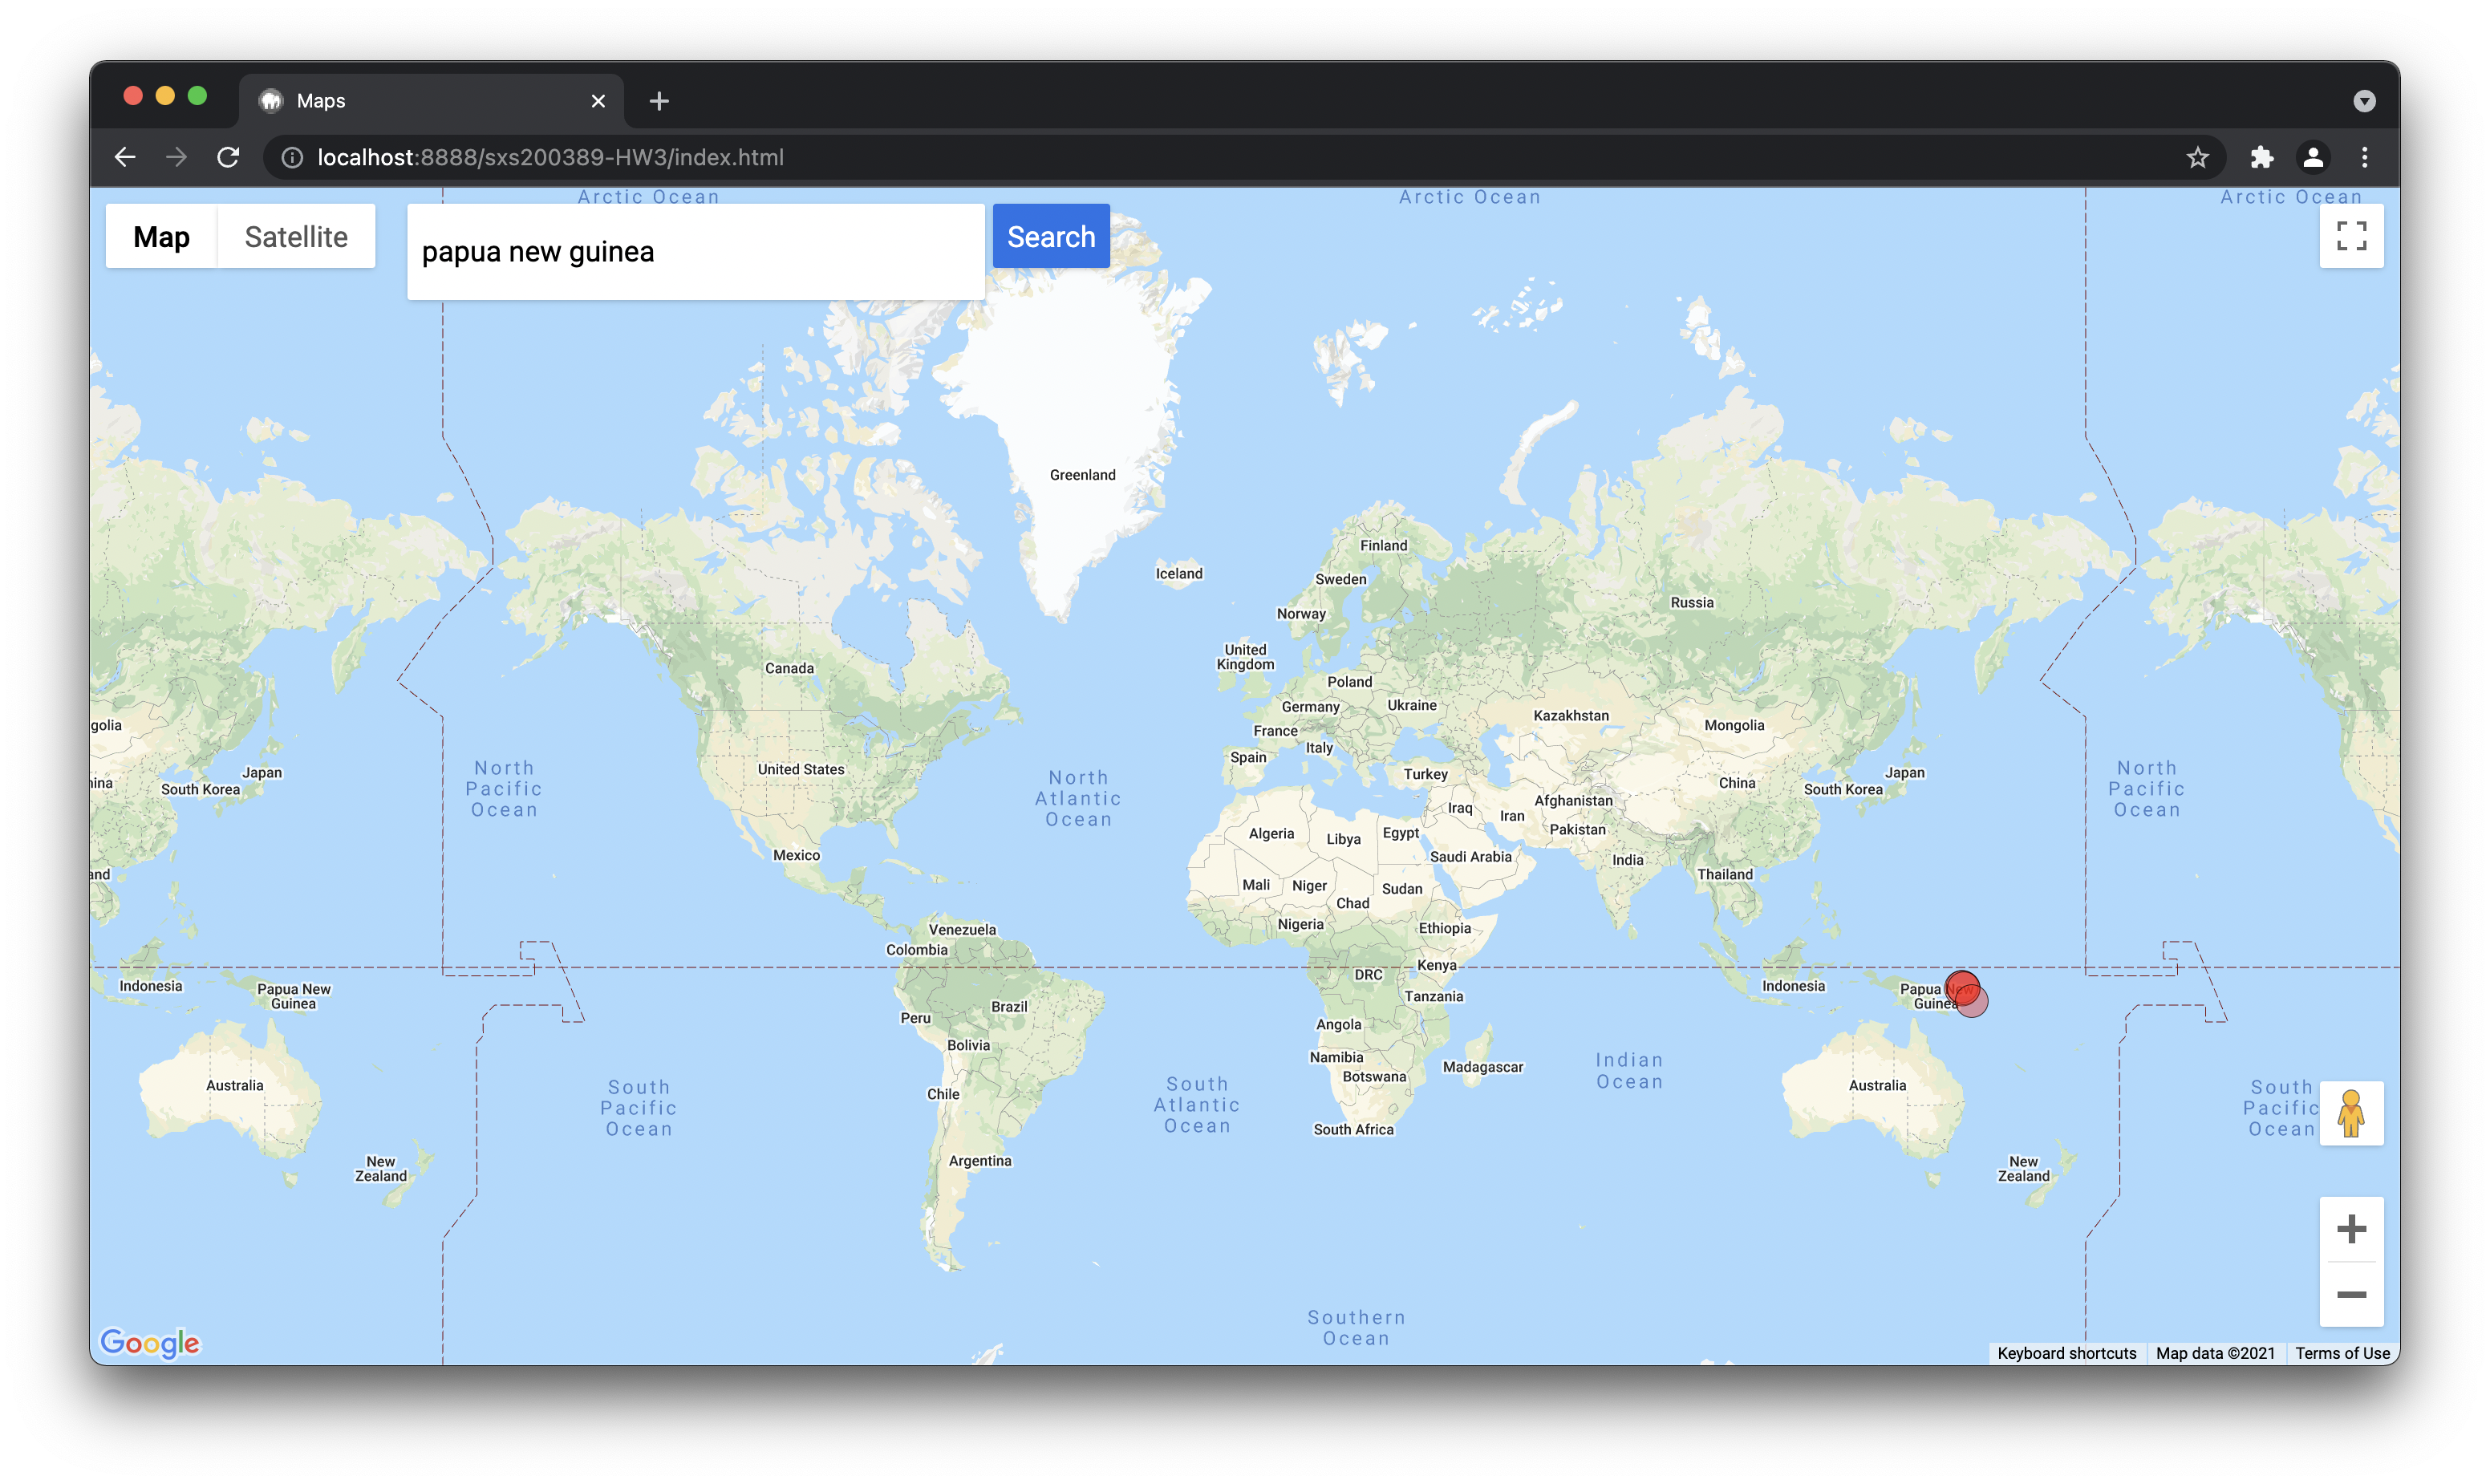 Maps
localhost:8888/sxs200389-HW3/index.html
Arctic Ocean
Arctic Ocean
Arctic Ocean
Map
Satellite
papua new guinea
Search
Greenland
Finland
Iceland
Sweden
Norway
Russia
United
Kingdom
Canada
Poland
Germany
Ukraine
France
Kazakhstan
Mongolia
golia
Italy
Spain
United States
Turkey
Japan
South Korea
ina
China
Japan
South Korea
North
Pacific
Ocean
North
Atlantic
Ocean
North
Pacific
Ocean
Afghanistan
Iraq
Iran
Pakistan
Algeria
Libya
Egypt
Mexico
Saudi Arabia
India
and
Thailand
Mali
Niger
Sudan
Chad
Nigeria
Ethiopia
Venezuela
Colombia
Kenya
DRC
Indonesia
Papua New
Guinea
Indonesia
Papua New
Guinea
Tanzania
Brazil
Peru
Angola
Bolivia
Namibia
Botswana
Madagascar
Indian
Ocean
Australia
Australia
Chile
South
Pacific
Ocean
South
Atlantic
Ocean
South
Pacific
Ocean
South Africa
Argentina
New
Zealand
New
Zealand
Southern
Ocean
Google
Keyboard shortcuts
Map data ©2021
Terms of Use